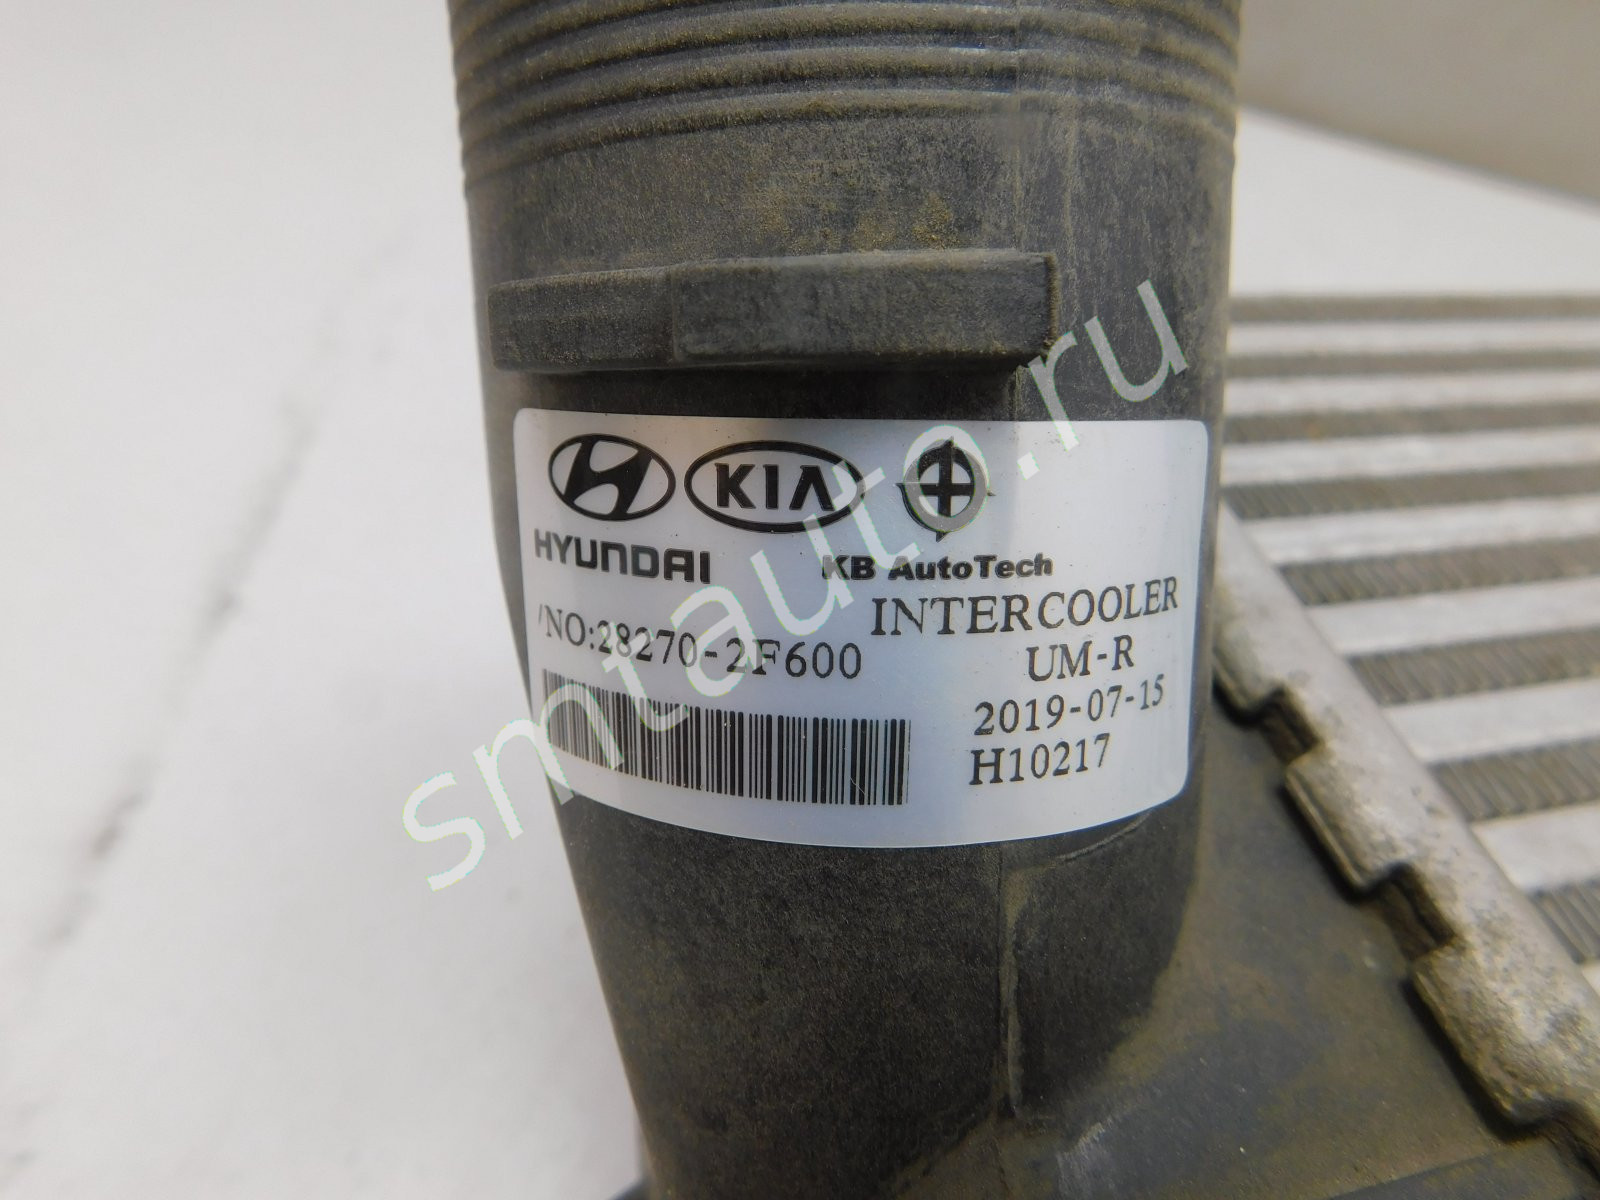 KIA
HYUNDAI
KB AutoTech
/NO:28270-2F600
INTERCOOLER
UM-R
2019-07-15
H10217
smtauto.ru